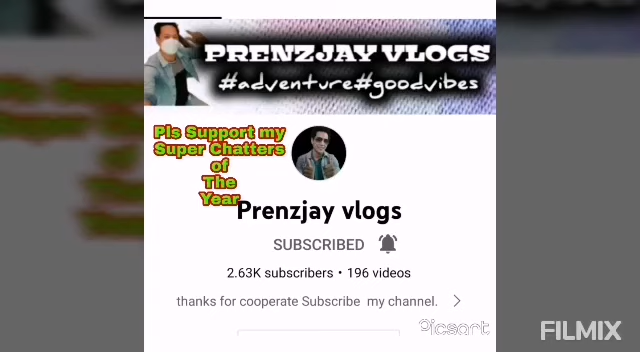 PRENZJAY VLOGS
#adventure#goodvibes
Pls Support my
Super Chatters
of
The
Year
Prenzjay vlogs
SUBSCRIBED
2.63K subscribers • 196 videos
thanks for cooperate Subscribe my channel.
Picsart
FILMIX